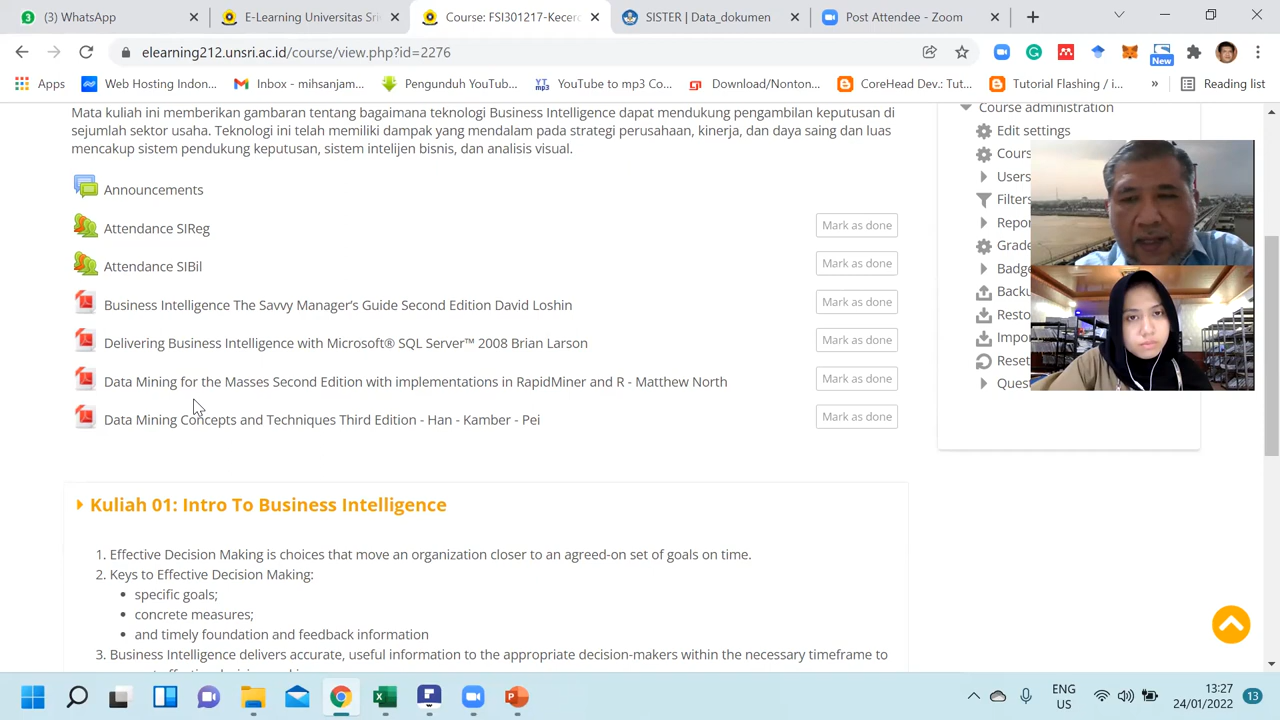 (3) WhatsApp
E-Learning Universitas Sri
Course: FSI301217-Kecer
SISTER | Data_dokumen
Post Attendee - Zoom
elearning212.unsri.ac.id/course/view.php?id=2276
New
Apps
Web Hosting Indon...
Inbox - mihsanjam...
Pengunduh YouTub...
YouTube to mp3 Co...
Download/Nonton...
CoreHead Dev.: Tut...
Tutorial Flashing / i...
»
Reading list
Mata kuliah ini memberikan gambaran tentang bagaimana teknologi Business Intelligence dapat mendukung pengambilan keputusan di
sejumlah sektor usaha. Teknologi ini telah memiliki dampak yang mendalam pada strategi perusahaan, kinerja, dan daya saing dan luas
mencakup sistem pendukung keputusan, sistem intelijen bisnis, dan analisis visual.
Announcements
Attendance SIReg
Mark as done
Attendance SIBil
Mark as done
Business Intelligence The Savvy Manager's Guide Second Edition David Loshin
Mark as done
Delivering Business Intelligence with Microsoft® SQL Server™ 2008 Brian Larson
Mark as done
Data Mining for the Masses Second Edition with implementations in RapidMiner and R - Matthew North
Mark as done
Data Mining Concepts and Techniques Third Edition - Han - Kamber - Pei
Mark as done
Kuliah 01: Intro To Business Intelligence
1. Effective Decision Making is choices that move an organization closer to an agreed-on set of goals on time.
2. Keys to Effective Decision Making:
• specific goals;
• concrete measures;
• and timely foundation and feedback information
3. Business Intelligence delivers accurate, useful information to the appropriate decision-makers within the necessary timeframe to
Course administration
Edit settings
Cours
Users
Filters
Repor
Grade
Badge
Backu
Resto
Impo
Reset
Quest
ENG
US
13:27
24/01/2022
13